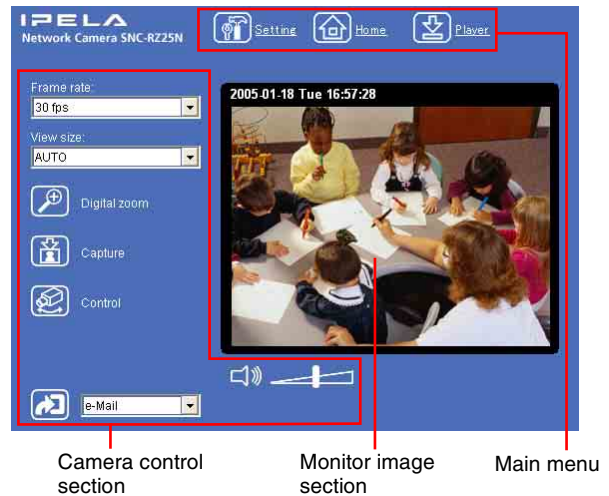 IPELA
Network Camera SNC-RZ25N
Setting
Home
Player
Frame rate:
30 fps
View size:
AUTO
Digital zoom
Capture
Control
e-Mail
2005-01-18 Tue 16:57:28
Camera control
section
Monitor image
section
Main menu